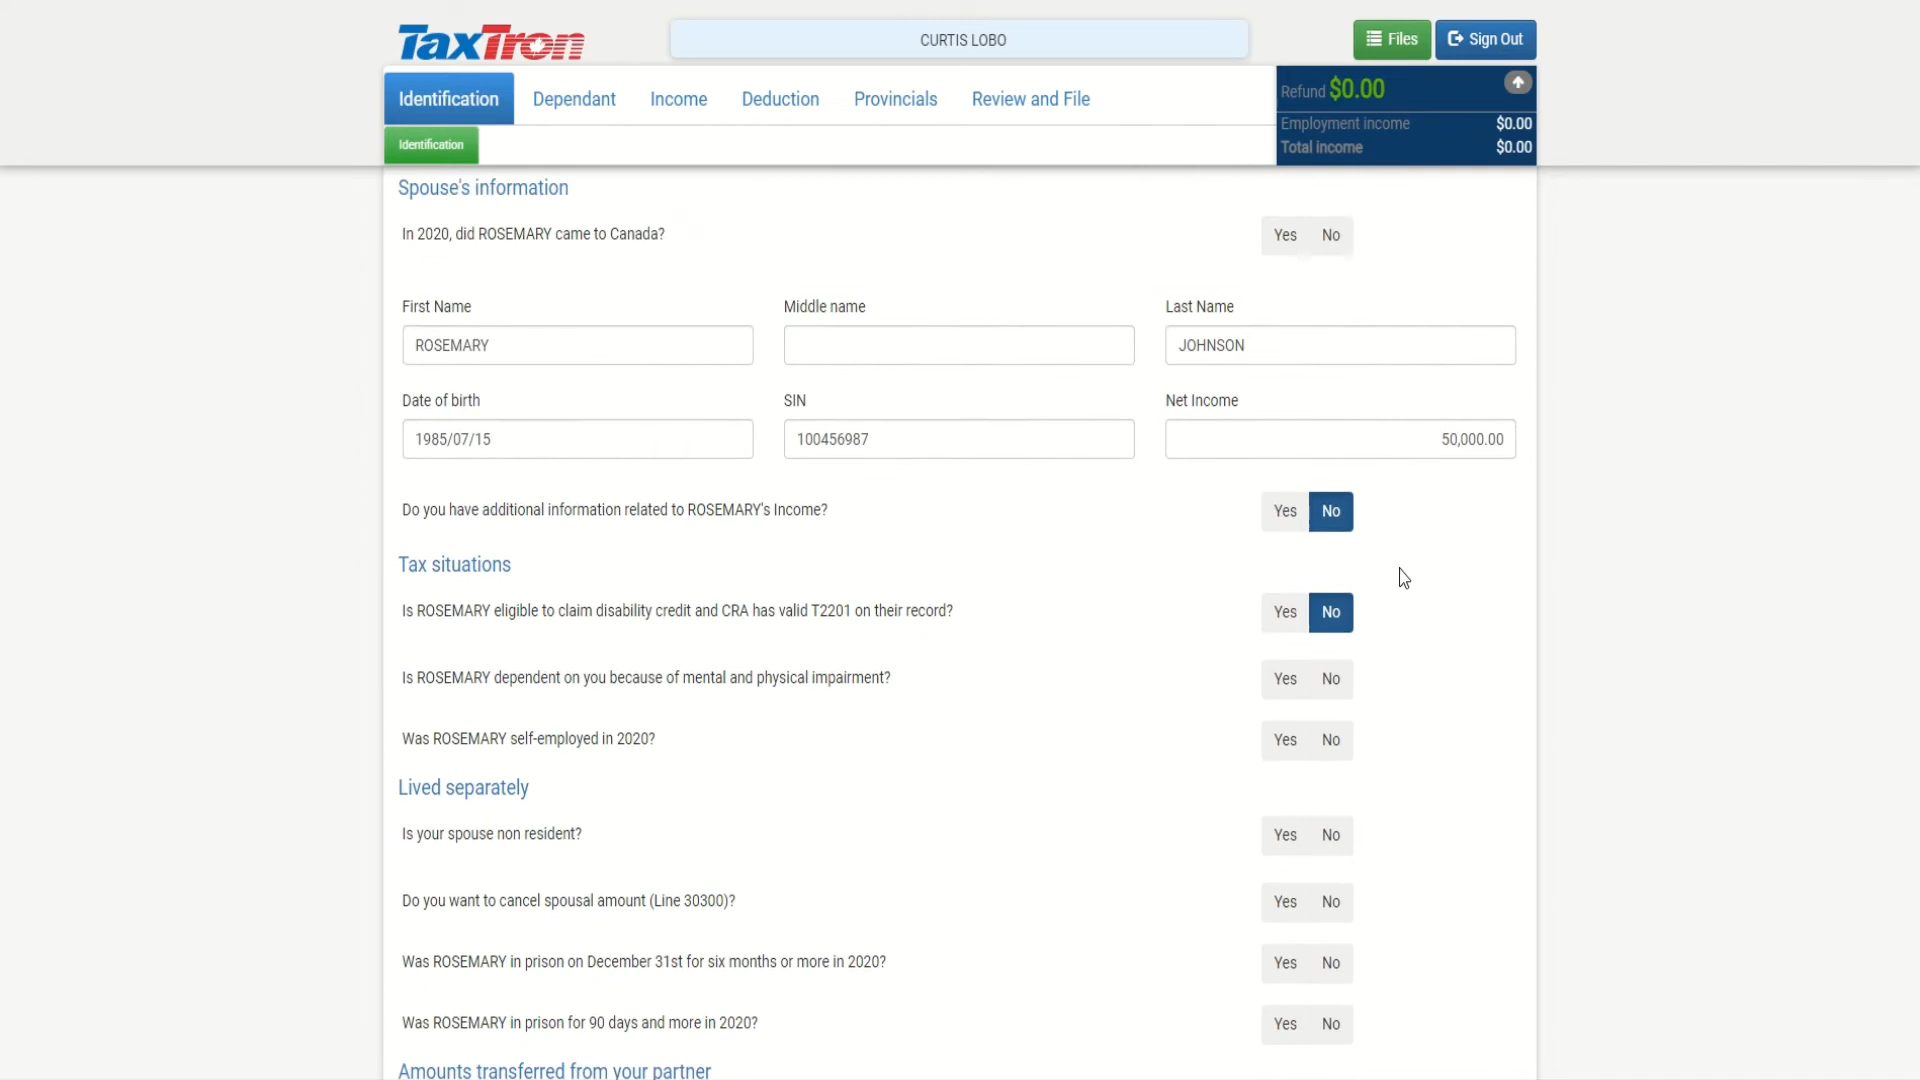 TaxTron
CURTIS LOBO
Files
Sign Out
Identification
Dependant
Income
Deduction
Provincials
Review and File
Refund $0.00
Employment income $0.00
Total income $0.00
Identification
Spouse's information
In 2020, did ROSEMARY came to Canada? Yes No
First Name Middle name Last Name
ROSEMARY JOHNSON
Date of birth SIN Net Income
1985/07/15 100456987 50,000.00
Do you have additional information related to ROSEMARY's Income? Yes No
Tax situations
Is ROSEMARY eligible to claim disability credit and CRA has valid T2201 on their record? Yes No
Is ROSEMARY dependent on you because of mental and physical impairment? Yes No
Was ROSEMARY self-employed in 2020? Yes No
Lived separately
Is your spouse non resident? Yes No
Do you want to cancel spousal amount (Line 30300)? Yes No
Was ROSEMARY in prison on December 31st for six months or more in 2020? Yes No
Was ROSEMARY in prison for 90 days and more in 2020? Yes No
Amounts transferred from your partner